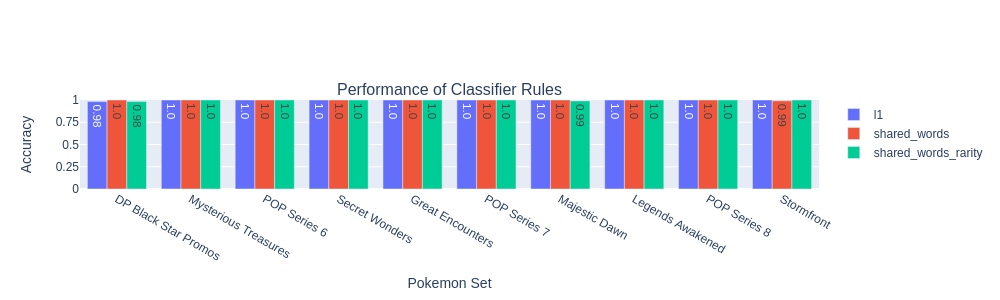 Performance of Classifier Rules
Accuracy
1
0.75
0.5
0.25
0
0.98 1.0 0.98
1.0 1.0 1.0
1.0 1.0 1.0
1.0 1.0 1.0
1.0 1.0 1.0
1.0 1.0 1.0
1.0 1.0 0.99
1.0 1.0 1.0
1.0 1.0 1.0
1.0 0.99 1.0
DP Black Star Promos
Mysterious Treasures
POP Series 6
Secret Wonders
Great Encounters
POP Series 7
Majestic Dawn
Legends Awakened
POP Series 8
Stormfront
Pokemon Set
l1
shared_words
shared_words_rarity